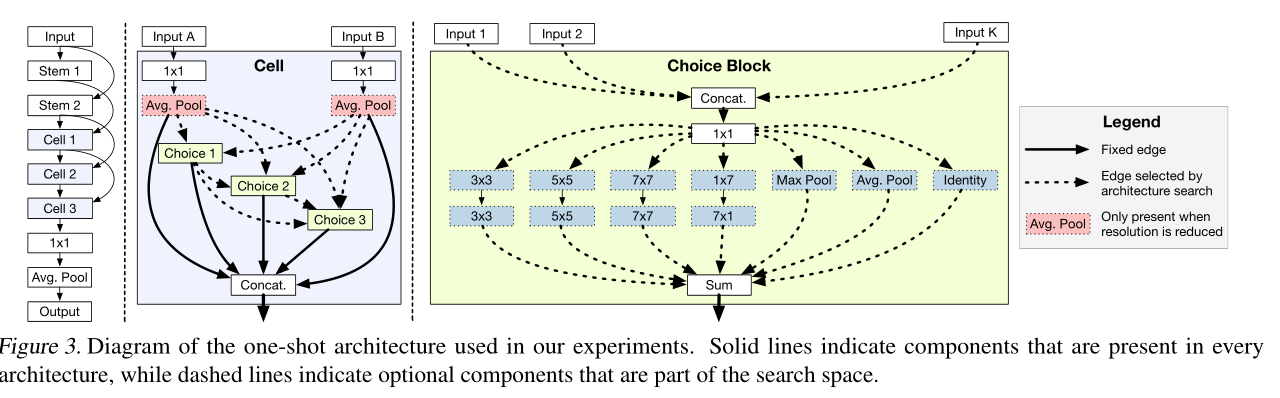 Input
Stem 1
Stem 2
Cell 1
Cell 2
Cell 3
1x1
Avg. Pool
Output
Input A
Input B
Cell
1x1
1x1
Avg. Pool
Avg. Pool
Choice 1
Choice 2
Choice 3
Concat.
Input 1
Input 2
Input K
Choice Block
Concat.
1x1
3x3
5x5
7x7
1x7
Max Pool
Avg. Pool
Identity
3x3
5x5
7x7
7x1
Sum
Legend
Fixed edge
Edge selected by
architecture search
Avg. Pool
Only present when
resolution is reduced
Figure 3. Diagram of the one-shot architecture used in our experiments. Solid lines indicate components that are present in every
architecture, while dashed lines indicate optional components that are part of the search space.